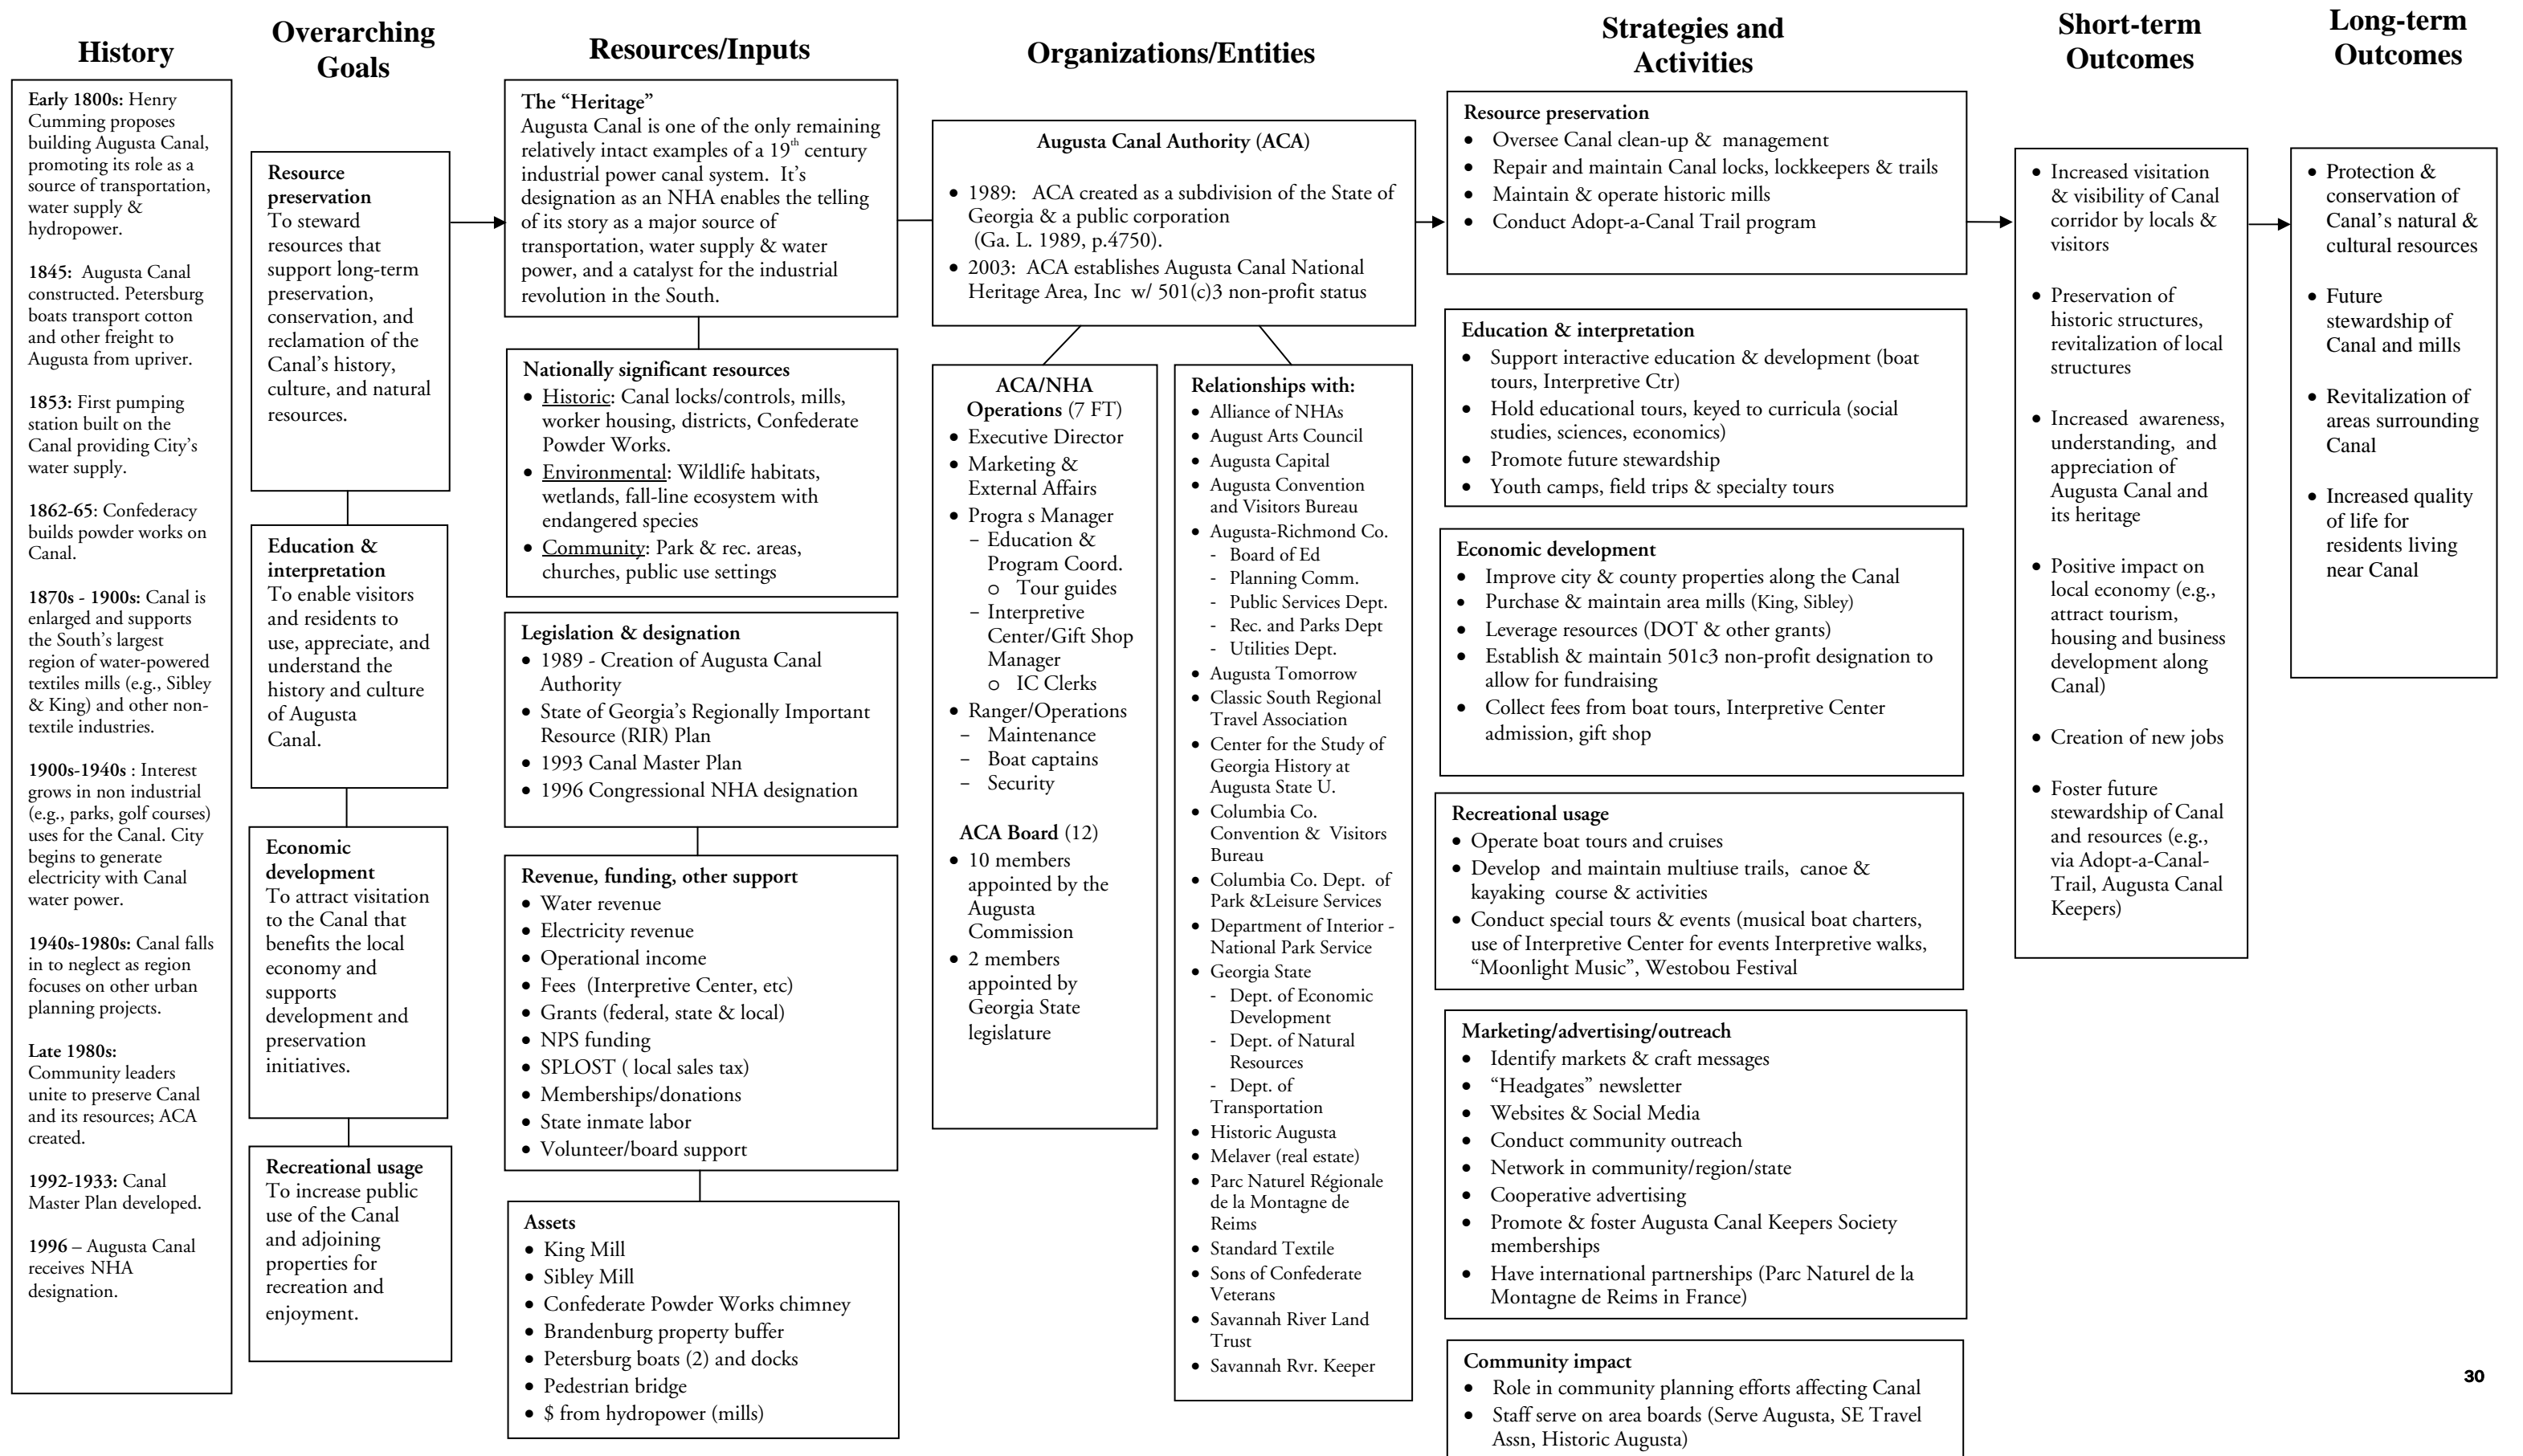 History
Early 1800s: Henry
Cumming proposes
building Augusta Canal,
promoting its role as a
source of transportation,
water supply &
hydropower.
1845: Augusta Canal
constructed. Petersburg
boats transport cotton
and other freight to
Augusta from upriver.
1853: First pumping
station built on the
Canal providing City's
water supply.
1862-65: Confederacy
builds powder works on
Canal.
1870s - 1900s: Canal is
enlarged and supports
the South's largest
region of water-powered
textiles mills (e.g., Sibley
& King) and other non-
textile industries.
1900s-1940s : Interest
grows in non industrial
(e.g., parks, golf courses)
uses for the Canal. City
begins to generate
electricity with Canal
water power.
1940s-1980s: Canal falls
in to neglect as region
focuses on other urban
planning projects.
Late 1980s:
Community leaders
unite to preserve Canal
and its resources; ACA
created.
1992-1933: Canal
Master Plan developed.
1996 – Augusta Canal
receives NHA
designation.
Overarching
Goals
Resource
preservation
To steward
resources that
support long-term
preservation,
conservation, and
reclamation of the
Canal's history,
culture, and natural
resources.
Education &
interpretation
To enable visitors
and residents to
use, appreciate, and
understand the
history and culture
of Augusta
Canal.
Economic
development
To attract visitation
to the Canal that
benefits the local
economy and
supports
development and
preservation
initiatives.
Recreational usage
To increase public
use of the Canal
and adjoining
properties for
recreation and
enjoyment.
Resources/Inputs
The “Heritage”
Augusta Canal is one of the only remaining
relatively intact examples of a 19th century
industrial power canal system. It's
designation as an NHA enables the telling
of its story as a major source of
transportation, water supply & water
power, and a catalyst for the industrial
revolution in the South.
Nationally significant resources
• Historic: Canal locks/controls, mills,
worker housing, districts, Confederate
Powder Works.
• Environmental: Wildlife habitats,
wetlands, fall-line ecosystem with
endangered species
• Community: Park & rec. areas,
churches, public use settings
Legislation & designation
• 1989 - Creation of Augusta Canal
Authority
• State of Georgia's Regionally Important
Resource (RIR) Plan
• 1993 Canal Master Plan
• 1996 Congressional NHA designation
Revenue, funding, other support
• Water revenue
• Electricity revenue
• Operational income
• Fees (Interpretive Center, etc)
• Grants (federal, state & local)
• NPS funding
• SPLOST ( local sales tax)
• Memberships/donations
• State inmate labor
• Volunteer/board support
Assets
• King Mill
• Sibley Mill
• Confederate Powder Works chimney
• Brandenburg property buffer
• Petersburg boats (2) and docks
• Pedestrian bridge
• $ from hydropower (mills)
Organizations/Entities
Augusta Canal Authority (ACA)
• 1989: ACA created as a subdivision of the State of
Georgia & a public corporation
(Ga. L. 1989, p.4750).
• 2003: ACA establishes Augusta Canal National
Heritage Area, Inc w/ 501(c)3 non-profit status
ACA/NHA
Operations (7 FT)
• Executive Director
• Marketing &
External Affairs
• Progra s Manager
– Education &
Program Coord.
o Tour guides
– Interpretive
Center/Gift Shop
Manager
o IC Clerks
• Ranger/Operations
– Maintenance
– Boat captains
– Security
ACA Board (12)
• 10 members
appointed by the
Augusta
Commission
• 2 members
appointed by
Georgia State
legislature
Relationships with:
• Alliance of NHAs
• August Arts Council
• Augusta Capital
• Augusta Convention
and Visitors Bureau
• Augusta-Richmond Co.
- Board of Ed
- Planning Comm.
- Public Services Dept.
- Rec. and Parks Dept
- Utilities Dept.
• Augusta Tomorrow
• Classic South Regional
Travel Association
• Center for the Study of
Georgia History at
Augusta State U.
• Columbia Co.
Convention & Visitors
Bureau
• Columbia Co. Dept. of
Park &Leisure Services
• Department of Interior -
National Park Service
• Georgia State
- Dept. of Economic
Development
- Dept. of Natural
Resources
- Dept. of
Transportation
• Historic Augusta
• Melaver (real estate)
• Parc Naturel Régionale
de la Montagne de
Reims
• Standard Textile
• Sons of Confederate
Veterans
• Savannah River Land
Trust
• Savannah Rvr. Keeper
Strategies and
Activities
Resource preservation
• Oversee Canal clean-up & management
• Repair and maintain Canal locks, lockkeepers & trails
• Maintain & operate historic mills
• Conduct Adopt-a-Canal Trail program
Education & interpretation
• Support interactive education & development (boat
tours, Interpretive Ctr)
• Hold educational tours, keyed to curricula (social
studies, sciences, economics)
• Promote future stewardship
• Youth camps, field trips & specialty tours
Economic development
• Improve city & county properties along the Canal
• Purchase & maintain area mills (King, Sibley)
• Leverage resources (DOT & other grants)
• Establish & maintain 501c3 non-profit designation to
allow for fundraising
• Collect fees from boat tours, Interpretive Center
admission, gift shop
Recreational usage
• Operate boat tours and cruises
• Develop and maintain multiuse trails, canoe &
kayaking course & activities
• Conduct special tours & events (musical boat charters,
use of Interpretive Center for events Interpretive walks,
“Moonlight Music”, Westobou Festival
Marketing/advertising/outreach
• Identify markets & craft messages
• “Headgates” newsletter
• Websites & Social Media
• Conduct community outreach
• Network in community/region/state
• Cooperative advertising
• Promote & foster Augusta Canal Keepers Society
memberships
• Have international partnerships (Parc Naturel de la
Montagne de Reims in France)
Community impact
• Role in community planning efforts affecting Canal
• Staff serve on area boards (Serve Augusta, SE Travel
Assn, Historic Augusta)
Short-term
Outcomes
• Increased visitation
& visibility of Canal
corridor by locals &
visitors
• Preservation of
historic structures,
revitalization of local
structures
• Increased awareness,
understanding, and
appreciation of
Augusta Canal and
its heritage
• Positive impact on
local economy (e.g.,
attract tourism,
housing and business
development along
Canal)
• Creation of new jobs
• Foster future
stewardship of Canal
and resources (e.g.,
via Adopt-a-Canal-
Trail, Augusta Canal
Keepers)
Long-term
Outcomes
• Protection &
conservation of
Canal's natural &
cultural resources
• Future
stewardship of
Canal and mills
• Revitalization of
areas surrounding
Canal
• Increased quality
of life for
residents living
near Canal
30